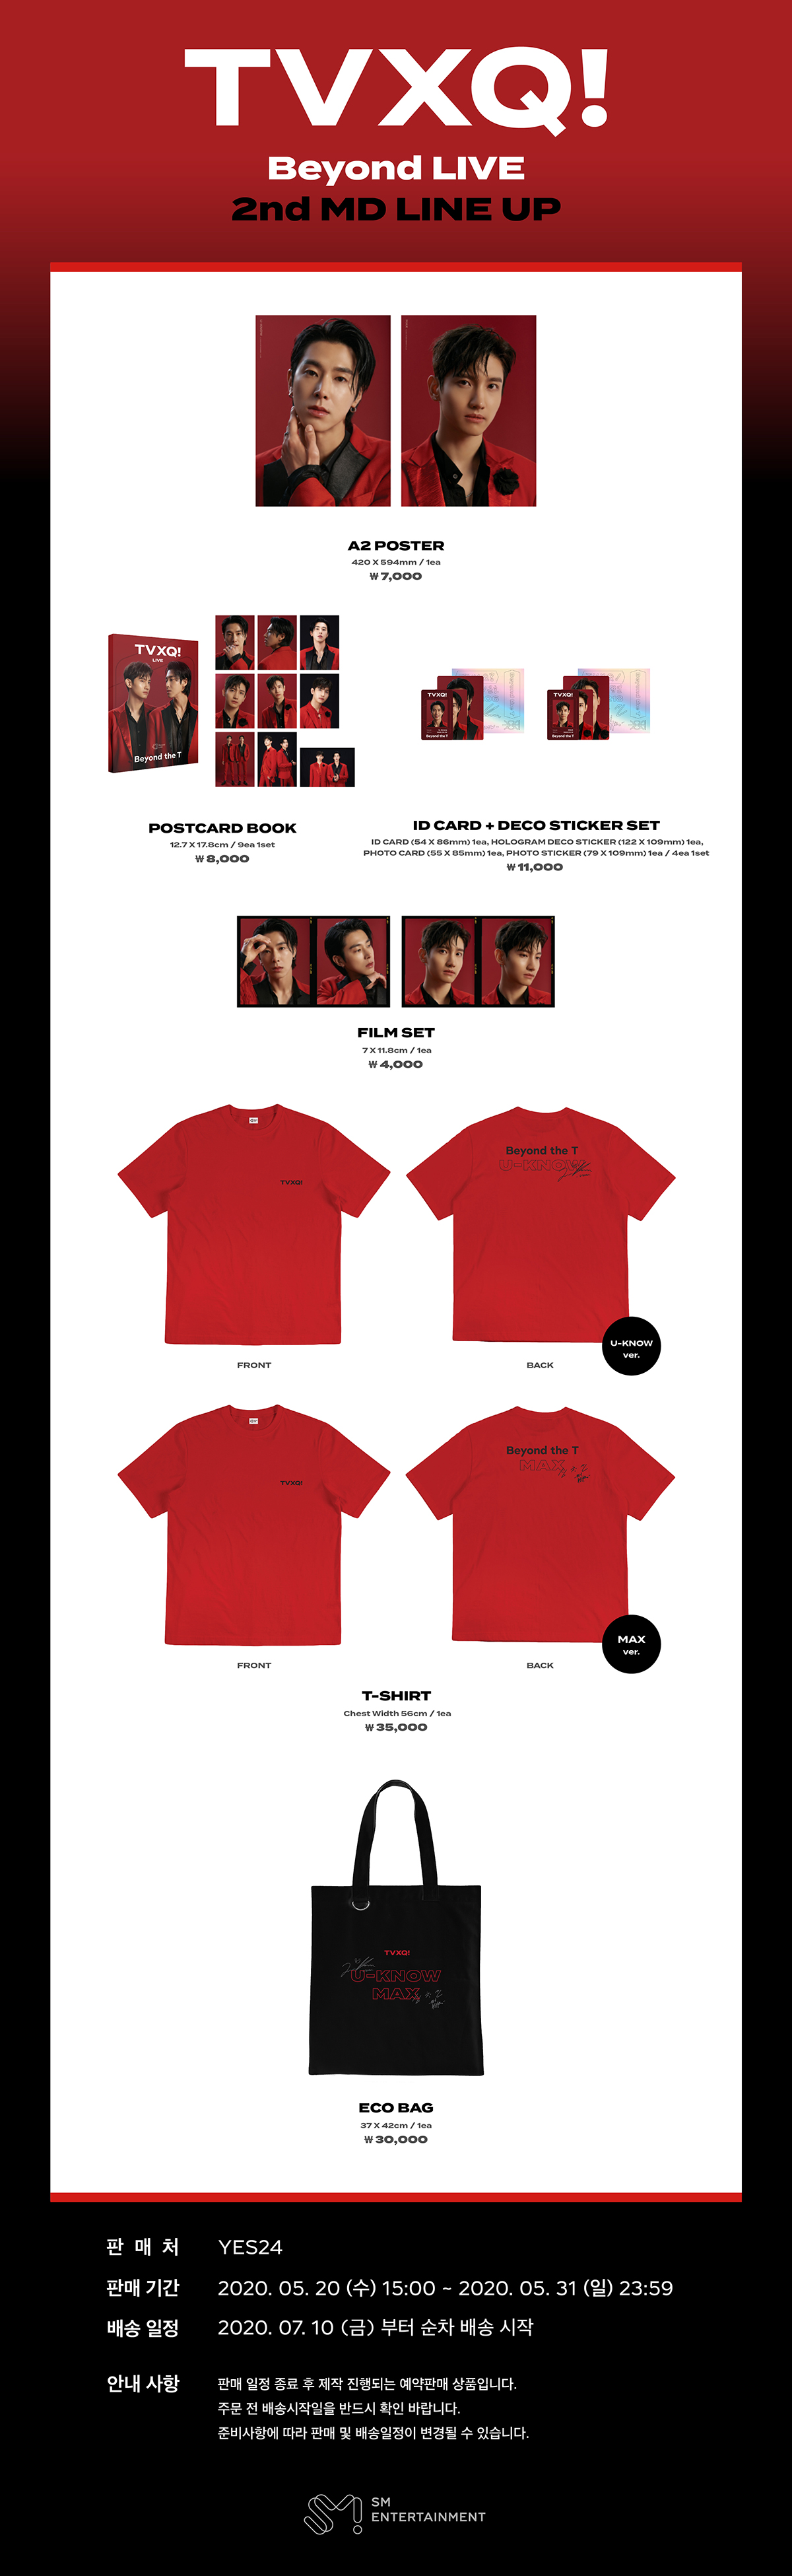 TVXQ!
Beyond LIVE
2nd MD LINE UP
A2 POSTER
420 X 594mm / 1ea
₩ 7,000
TVXQ!
LIVE
Beyond the T
POSTCARD BOOK
12.7 X 17.8cm / 9ea 1set
₩ 8,000
TVXQ!
Beyond the T
TVXQ!
Beyond the T
ID CARD + DECO STICKER SET
ID CARD (54 X 86mm) 1ea, HOLOGRAM DECO STICKER (122 X 109mm) 1ea,
PHOTO CARD (55 X 85mm) 1ea, PHOTO STICKER (79 X 109mm) 1ea / 4ea 1set
₩ 11,000
FILM SET
7 X 11.8cm / 1ea
₩ 4,000
TVXQ!
Beyond the T
U-KNOW
U-KNOW
ver.
FRONT
BACK
TVXQ!
Beyond the T
MAX
MAX
ver.
FRONT
BACK
T-SHIRT
Chest Width 56cm / 1ea
₩ 35,000
TVXQ!
U-KNOW
MAX
ECO BAG
37 X 42cm / 1ea
₩ 30,000
판 매 처 YES24
판매 기간 2020. 05. 20 (수) 15:00 ~ 2020. 05. 31 (일) 23:59
배송 일정 2020. 07. 10 (금) 부터 순차 배송 시작
안내 사항 판매 일정 종료 후 제작 진행되는 예약판매 상품입니다.
주문 전 배송시작일을 반드시 확인 바랍니다.
준비사항에 따라 판매 및 배송일정이 변경될 수 있습니다.
SM
ENTERTAINMENT